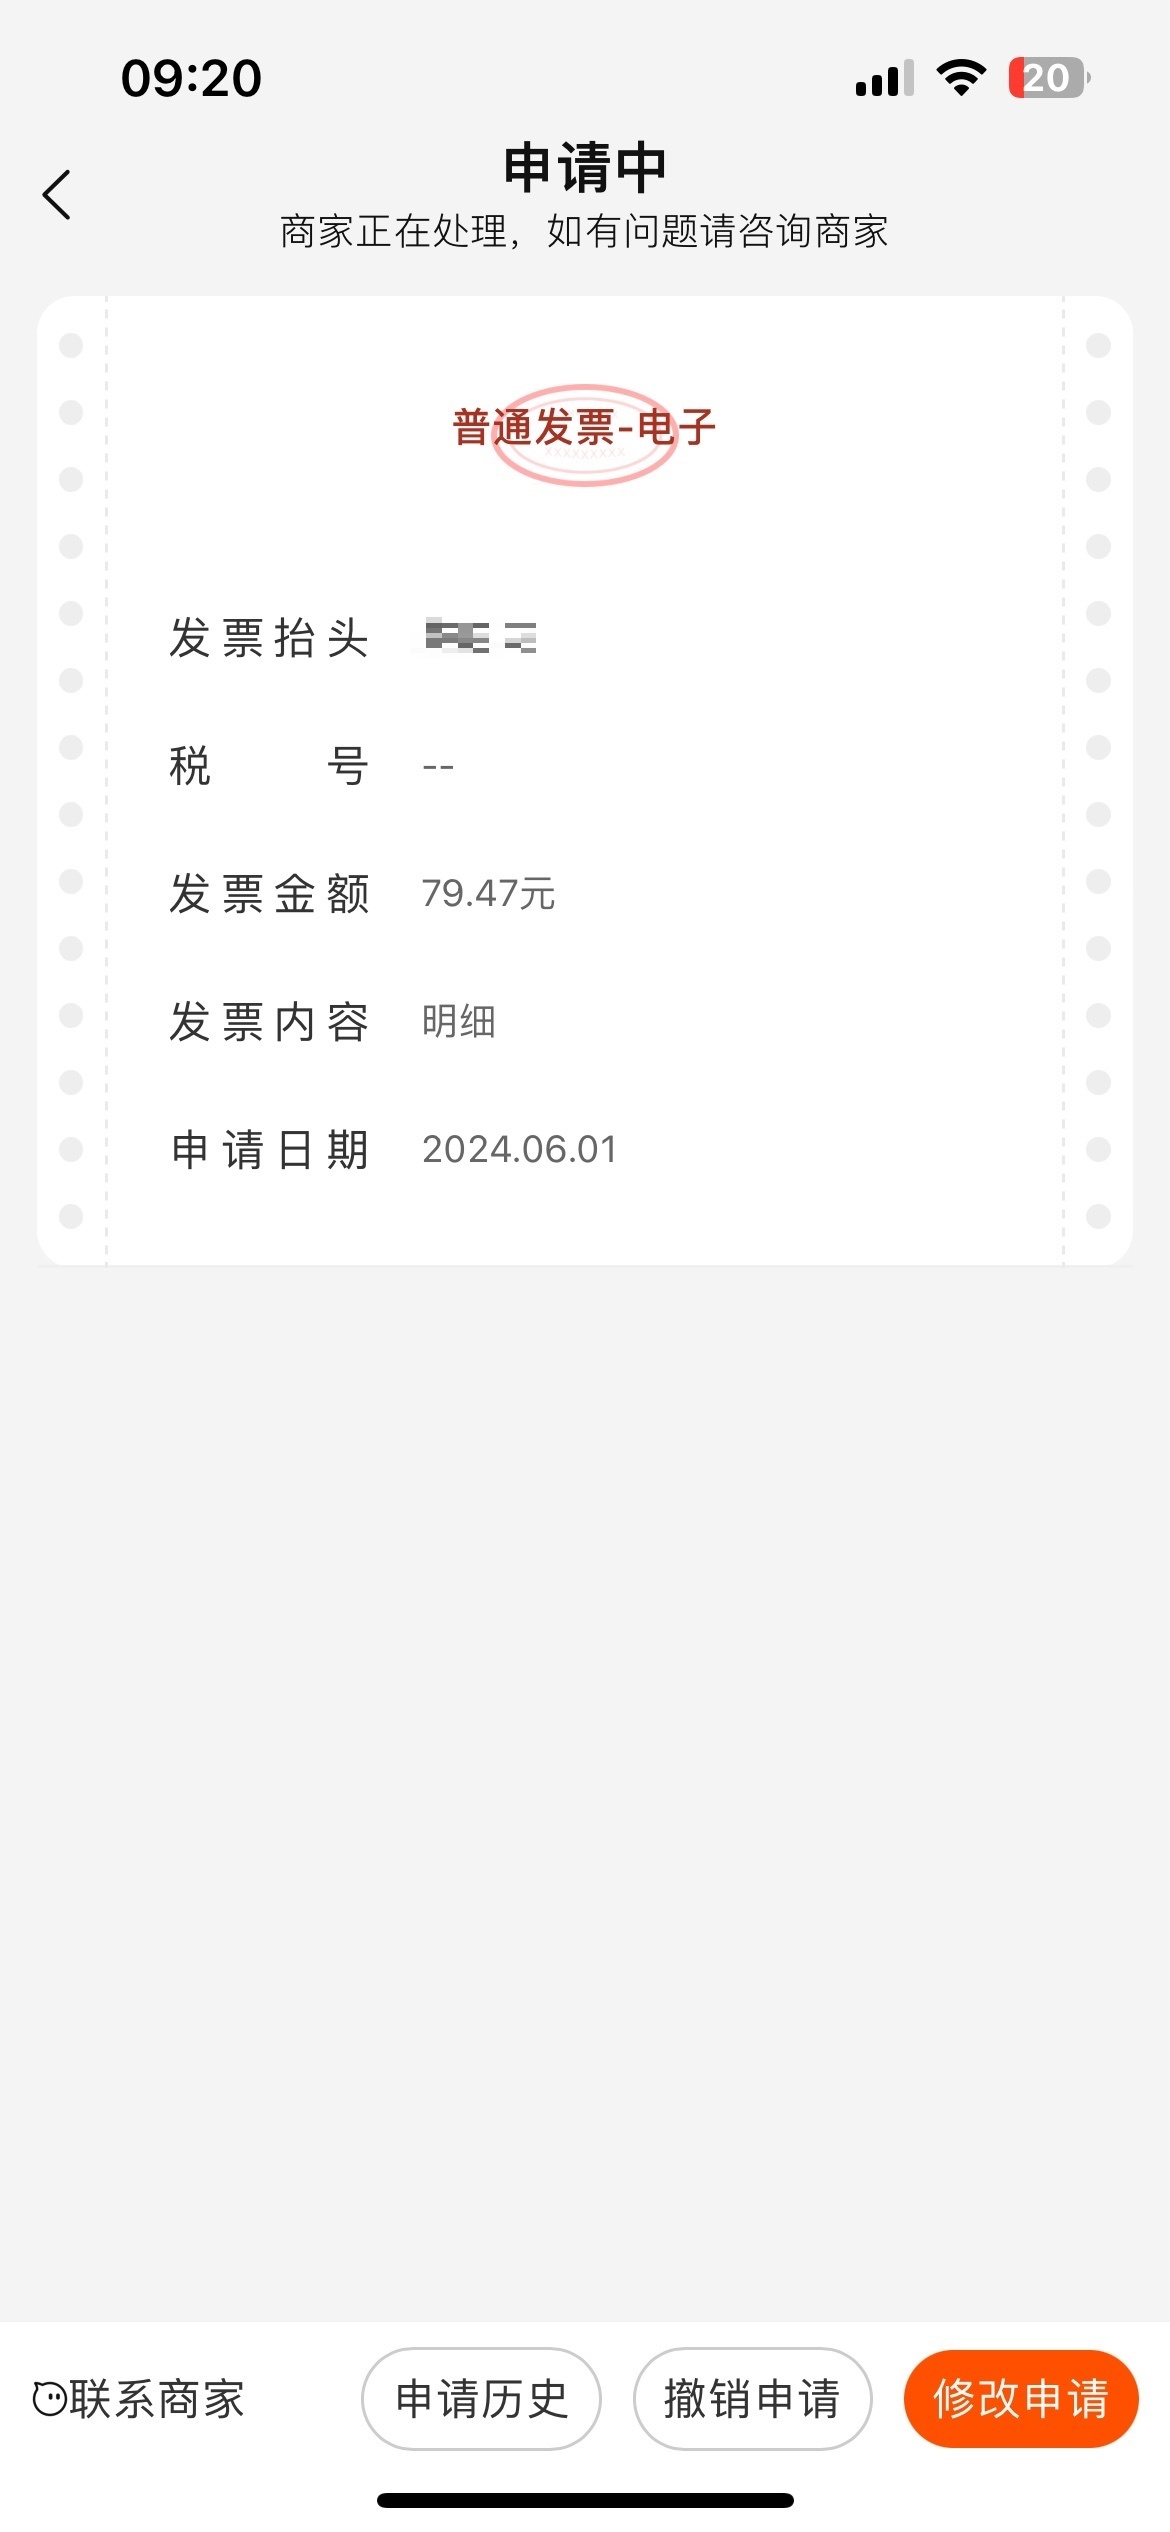 09:20
20
申请中
商家正在处理，如有问题请咨询商家
普通发票-电子
XXXXXXXXX
发票抬头
税号 --
发票金额 79.47元
发票内容 明细
申请日期 2024.06.01
联系商家 申请历史 撤销申请 修改申请